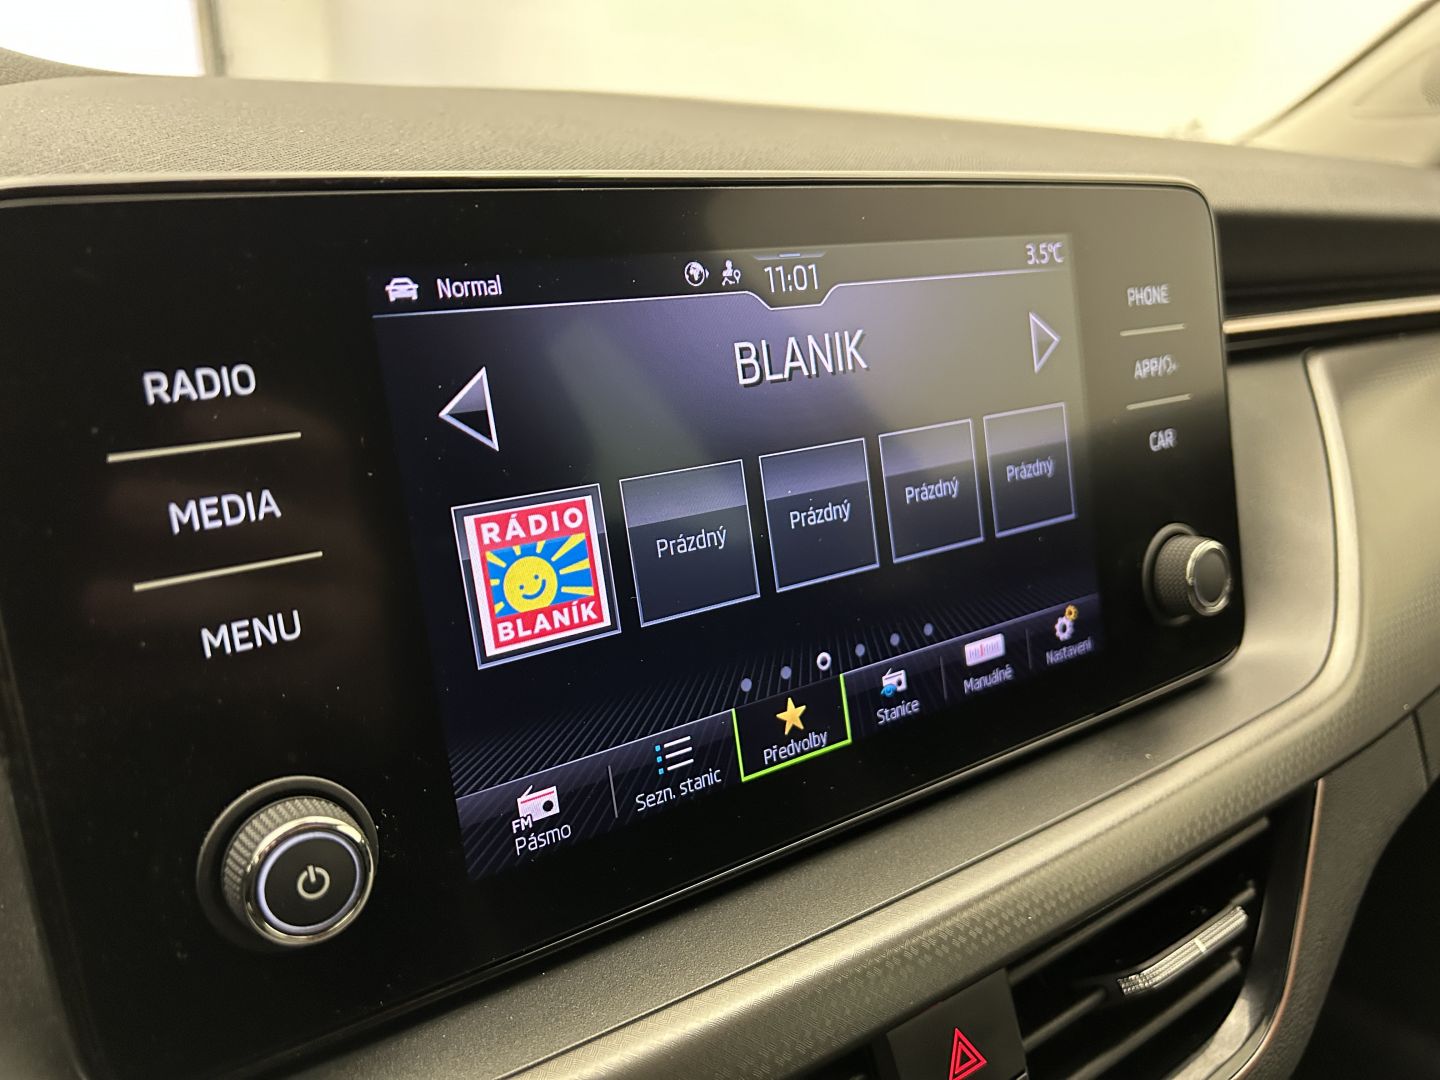 Normal
11:01
3.5°C
BLANIK
RADIO
MEDIA
MENU
PHONE
APP/
CAR
RÁDIO
BLANÍK
Prázdný
Prázdný
Prázdný
Prázdný
FM
Pásmo
Sezn. stanic
Předvolby
Stanice
Manuálně
Nastavení